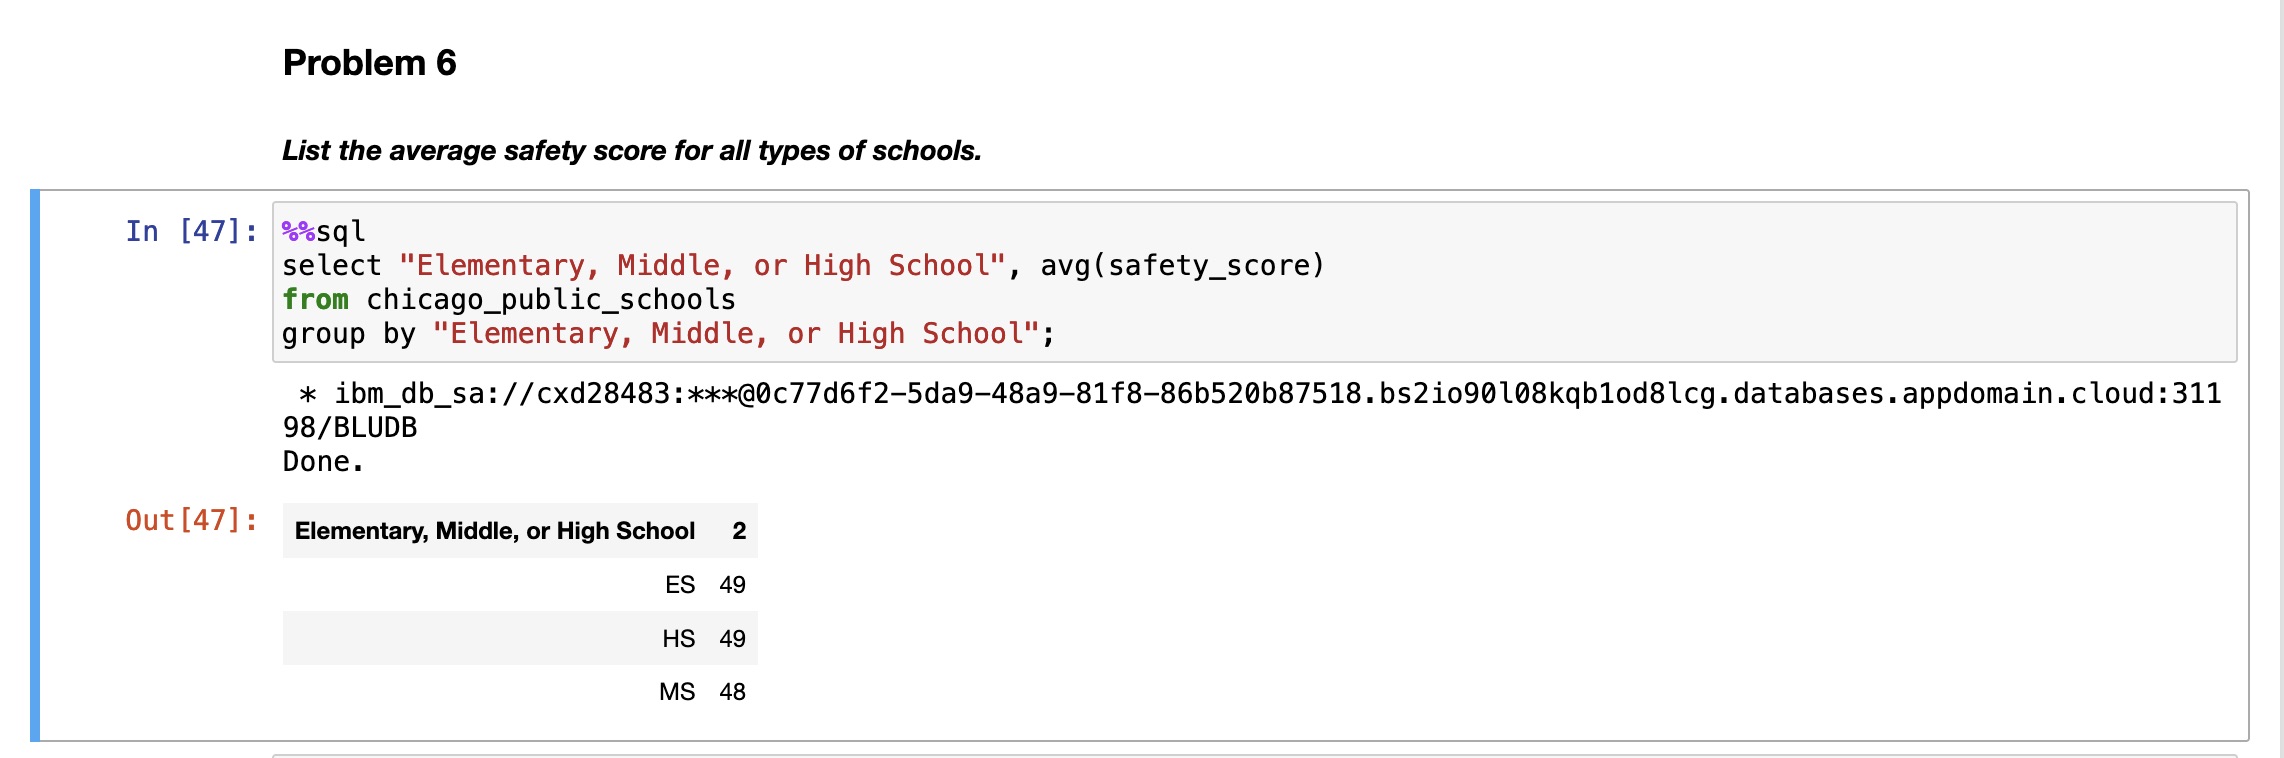 Problem 6
List the average safety score for all types of schools.
In [47]: %%sql
select "Elementary, Middle, or High School", avg(safety_score)
from chicago_public_schools
group by "Elementary, Middle, or High School";
* ibm_db_sa://cxd28483:***@0c77d6f2-5da9-48a9-81f8-86b520b87518.bs2io90l08kqb1od8lcg.databases.appdomain.cloud:311
98/BLUDB
Done.
Out[47]: Elementary, Middle, or High School 2
ES 49
HS 49
MS 48